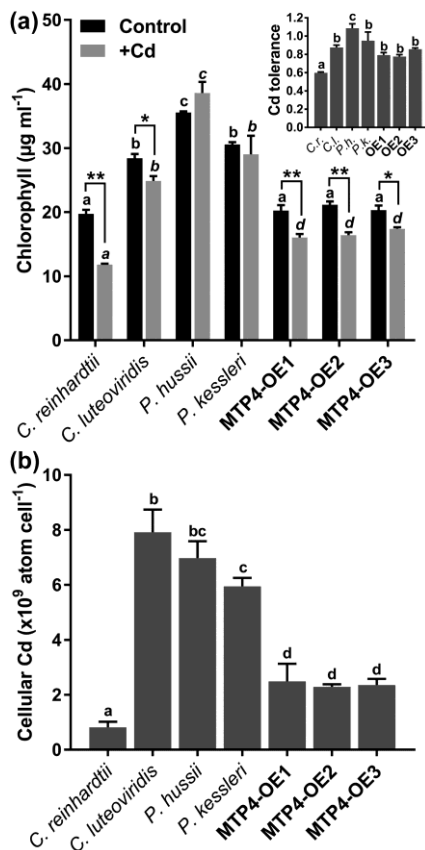 (a)
Control
+Cd
Cd tolerance
1.2
1.0
0.8
0.6
0.4
0.2
0.0
a b c b b b b
C.r. C.l. P.h. P.k. OE1 OE2 OE3
Chlorophyll (µg ml⁻¹)
50
40
30
20
10
0
** * ** ** *
a a b b c c b b a d a d a d
C. reinhardtii
C. luteoviridis
P. hussii
P. kessleri
MTP4-OE1
MTP4-OE2
MTP4-OE3
(b)
Cellular Cd (x10⁹ atom cell⁻¹)
10
8
6
4
2
0
a b bc c d d d
C. reinhardtii
C. luteoviridis
P. hussii
P. kessleri
MTP4-OE1
MTP4-OE2
MTP4-OE3